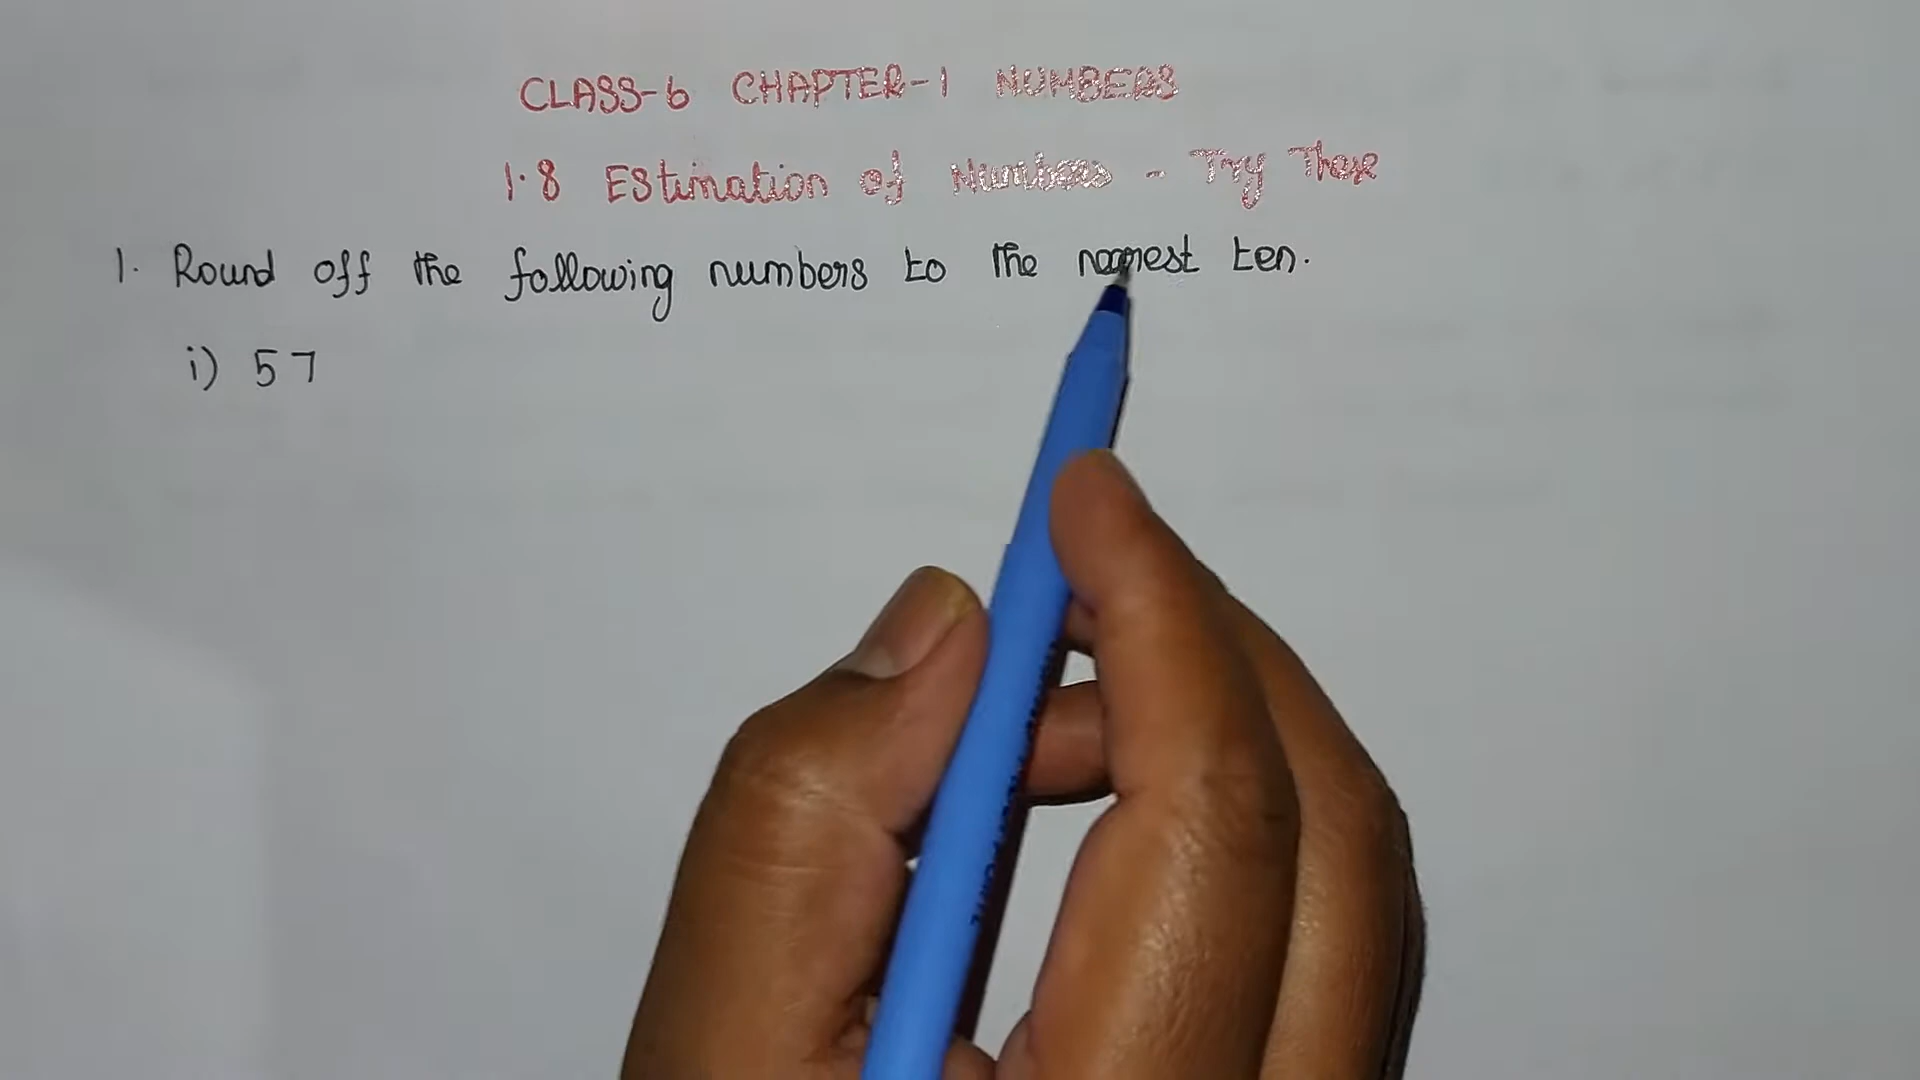 CLASS-6 CHAPTER-1 NUMBERS
1.8 Estimation of Numbers - Try These
1. Round off the following numbers to the nearest ten.
i) 57